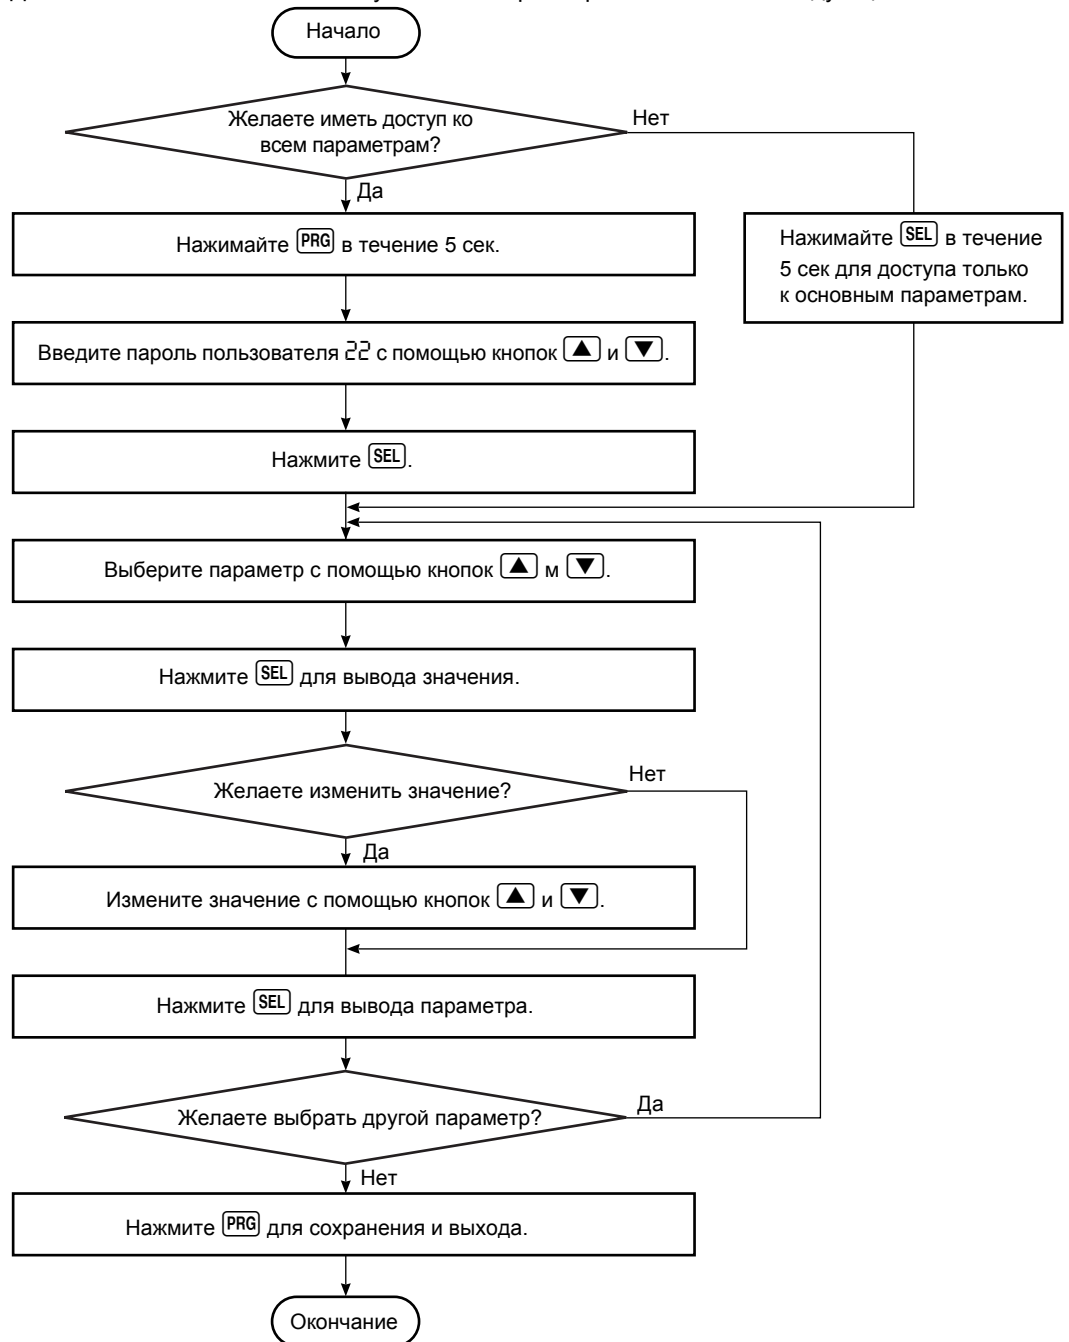 Начало
Желаете иметь доступ ко
всем параметрам?
Нет
Да
Нажимайте PRG в течение 5 сек.
Нажимайте SEL в течение
5 сек для доступа только
к основным параметрам.
Введите пароль пользователя 22 с помощью кнопок ▲ и ▼.
Нажмите SEL.
Выберите параметр с помощью кнопок ▲ м ▼.
Нажмите SEL для вывода значения.
Желаете изменить значение?
Нет
Да
Измените значение с помощью кнопок ▲ и ▼.
Нажмите SEL для вывода параметра.
Желаете выбрать другой параметр?
Да
Нет
Нажмите PRG для сохранения и выхода.
Окончание